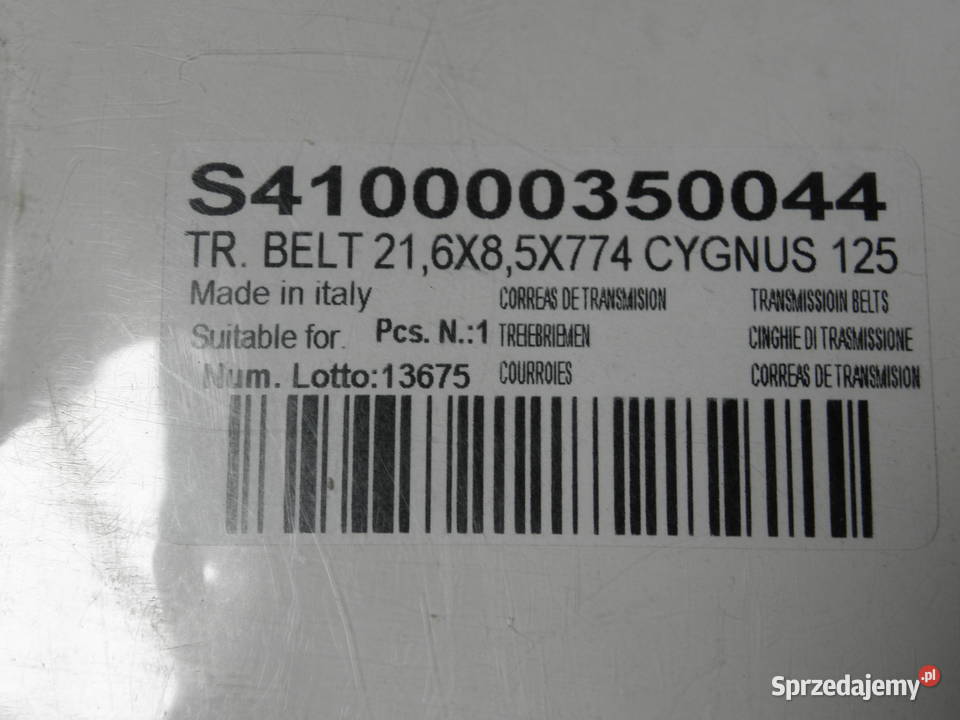 S410000350044
TR. BELT 21,6X8,5X774 CYGNUS 125
Made in italy
CORREAS DE TRANSMISION
TRANSMISSIOIN BELTS
Suitable for.
Pcs. N.:1
TREIEBRIEMEN
CINGHIE DI TRASMISSIONE
Num. Lotto:13675
COURROIES
CORREAS DE TRANSMISION
Sprzedajemy.pl